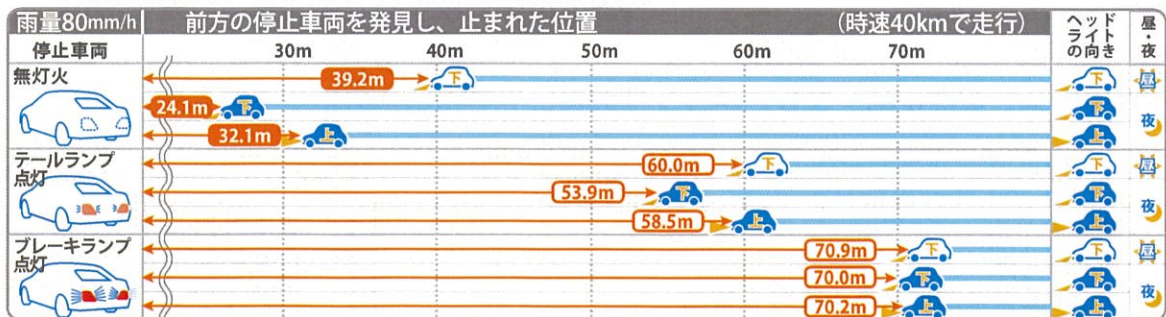 雨量80mm/h 前方の停止車両を発見し、止まれた位置 (時速40kmで走行) ヘッドライトの向き 昼・夜
停止車両 30m 40m 50m 60m 70m
無灯火
39.2m 下 下 昼
24.1m 下 下 夜
32.1m 上 上
テールランプ点灯
60.0m 下 下 昼
53.9m 下 下 夜
58.5m 上 上
ブレーキランプ点灯
70.9m 下 下 昼
70.0m 下 下 夜
70.2m 上 上